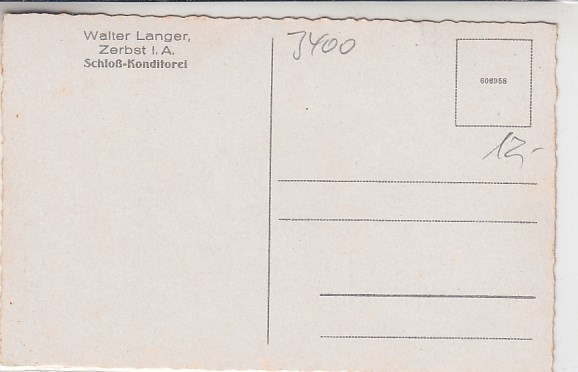 Walter Langer,
Zerbst i. A.
Schloß-Konditorei
3400
606958
12,-